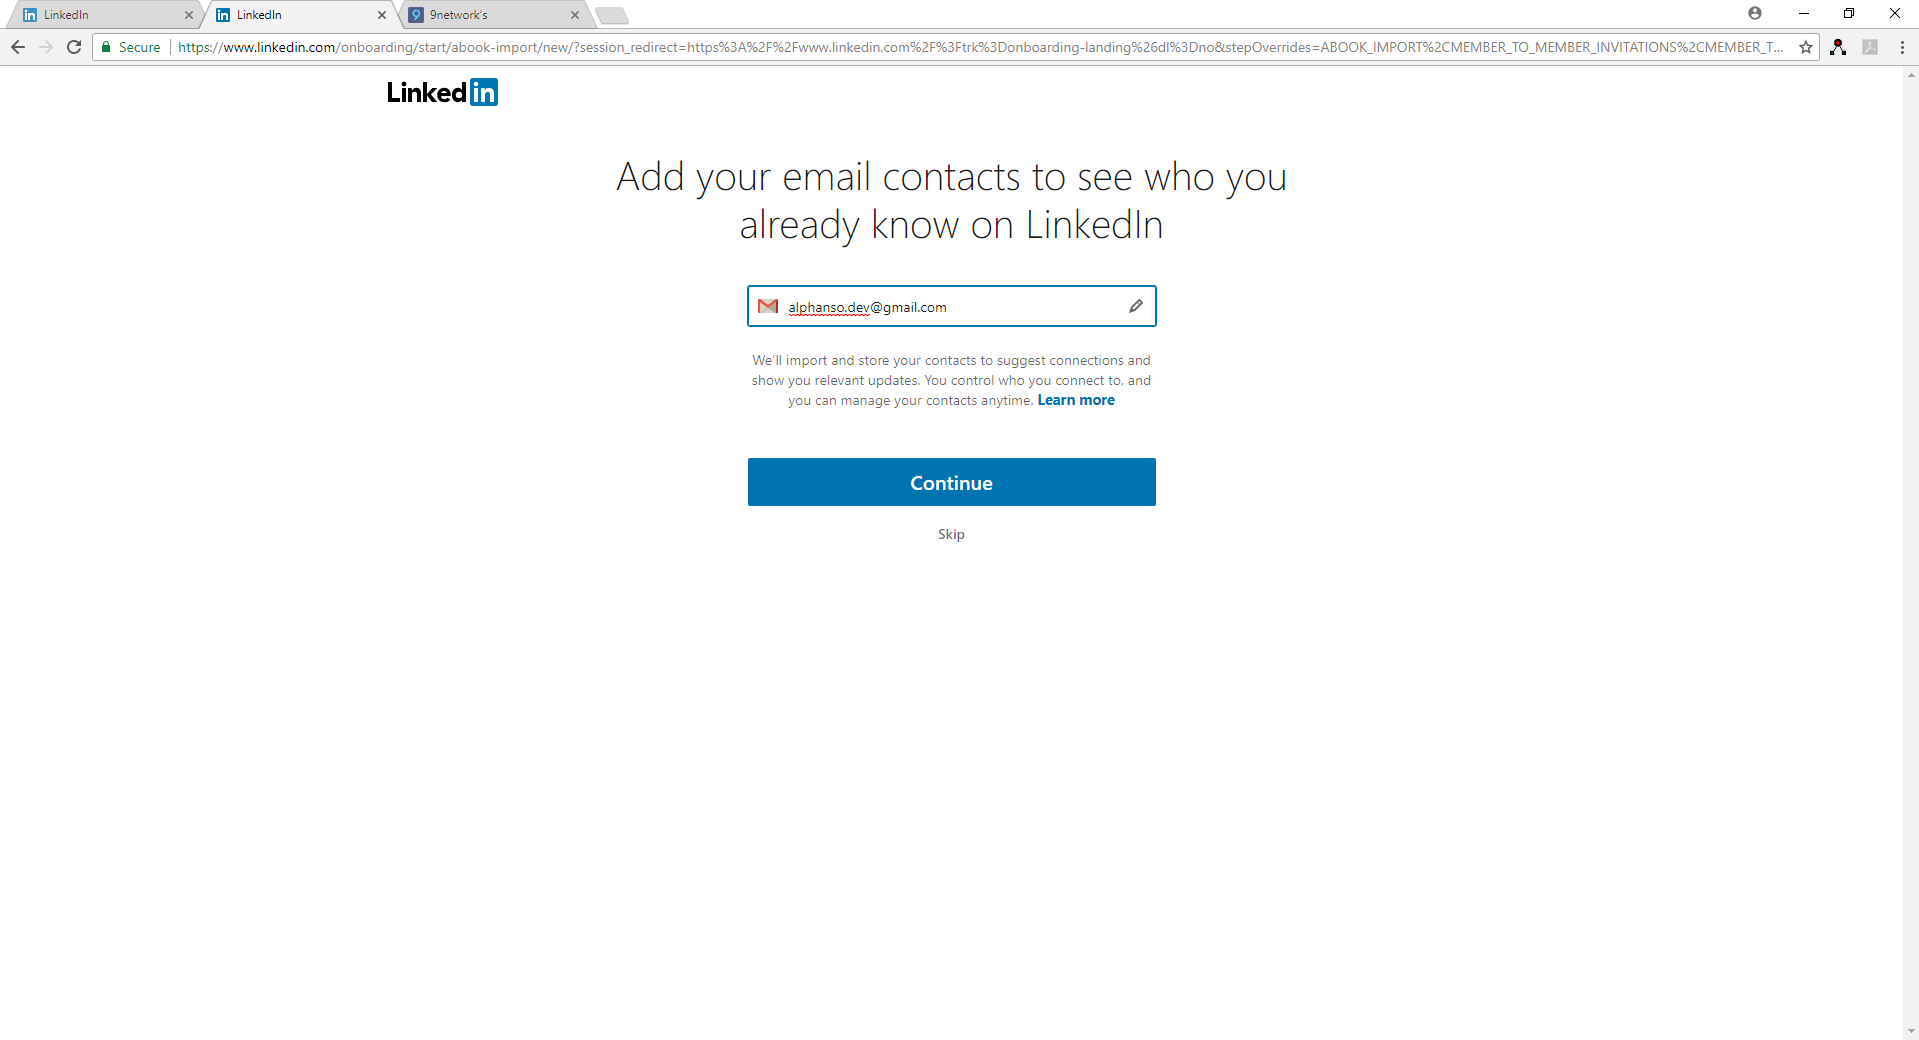 LinkedIn
LinkedIn
9network's
Secure
https://www.linkedin.com/onboarding/start/abook-import/new/?session_redirect=https%3A%2F%2Fwww.linkedin.com%2F%3Ftrk%3Donboarding-landing%26dl%3Dno&stepOverrides=ABOOK_IMPORT%2CMEMBER_TO_MEMBER_INVITATIONS%2CMEMBER_T...
Linkedin
Add your email contacts to see who you
already know on LinkedIn
alphanso.dev@gmail.com
We'll import and store your contacts to suggest connections and
show you relevant updates. You control who you connect to, and
you can manage your contacts anytime. Learn more
Continue
Skip